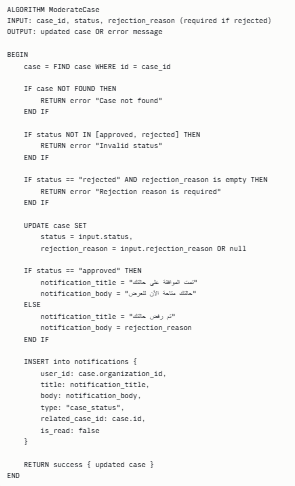 ALGORITHM ModerateCase
INPUT: case_id, status, rejection_reason (required if rejected)
OUTPUT: updated case OR error message
BEGIN
    case = FIND case WHERE id = case_id
    IF case NOT FOUND THEN
        RETURN error "Case not found"
    END IF
    IF status NOT IN [approved, rejected] THEN
        RETURN error "Invalid status"
    END IF
    IF status == "rejected" AND rejection_reason is empty THEN
        RETURN error "Rejection reason is required"
    END IF
    UPDATE case SET
        status = input.status,
        rejection_reason = input.rejection_reason OR null
    IF status == "approved" THEN
        notification_title = "تمت الموافقة على حالتك"
        notification_body = "حالتك متاحة الآن للعرض"
    ELSE
        notification_title = "تم رفض حالتك"
        notification_body = rejection_reason
    END IF
    INSERT into notifications {
        user_id: case.organization_id,
        title: notification_title,
        body: notification_body,
        type: "case_status",
        related_case_id: case.id,
        is_read: false
    }
    RETURN success { updated case }
END